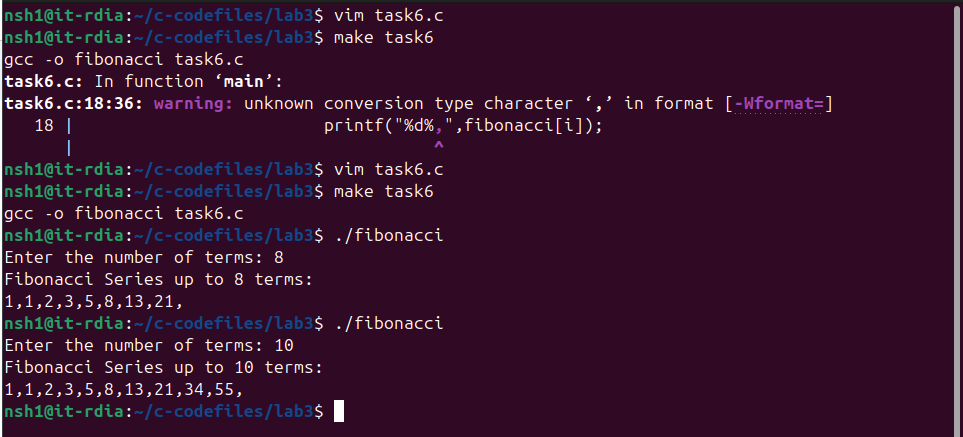 nsh1@it-rdia:~/c-codefiles/lab3$ vim task6.c
nsh1@it-rdia:~/c-codefiles/lab3$ make task6
gcc -o fibonacci task6.c
task6.c: In function ‘main’:
task6.c:18:36: warning: unknown conversion type character ‘,’ in format [-Wformat=]
   18 |                         printf("%d%,",fibonacci[i]);
      |                                    ^
nsh1@it-rdia:~/c-codefiles/lab3$ vim task6.c
nsh1@it-rdia:~/c-codefiles/lab3$ make task6
gcc -o fibonacci task6.c
nsh1@it-rdia:~/c-codefiles/lab3$ ./fibonacci
Enter the number of terms: 8
Fibonacci Series up to 8 terms:
1,1,2,3,5,8,13,21,
nsh1@it-rdia:~/c-codefiles/lab3$ ./fibonacci
Enter the number of terms: 10
Fibonacci Series up to 10 terms:
1,1,2,3,5,8,13,21,34,55,
nsh1@it-rdia:~/c-codefiles/lab3$